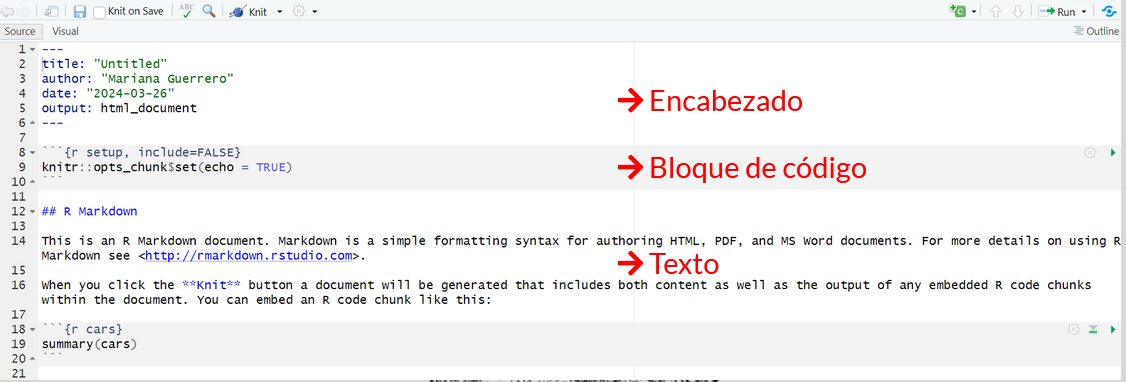 Knit on Save ABC Knit Run
Source Visual Outline
1 ---
2 title: "Untitled"
3 author: "Mariana Guerrero"
4 date: "2024-03-26"
5 output: html_document
Encabezado
6 ---
7
8 ```{r setup, include=FALSE}
9 knitr::opts_chunk$set(echo = TRUE)
Bloque de código
10 ```
11
12 ## R Markdown
13
14 This is an R Markdown document. Markdown is a simple formatting syntax for authoring HTML, PDF, and MS Word documents. For more details on using R
Markdown see <http://rmarkdown.rstudio.com>.
Texto
15
16 When you click the **Knit** button a document will be generated that includes both content as well as the output of any embedded R code chunks
within the document. You can embed an R code chunk like this:
17
18 ```{r cars}
19 summary(cars)
20 ```
21